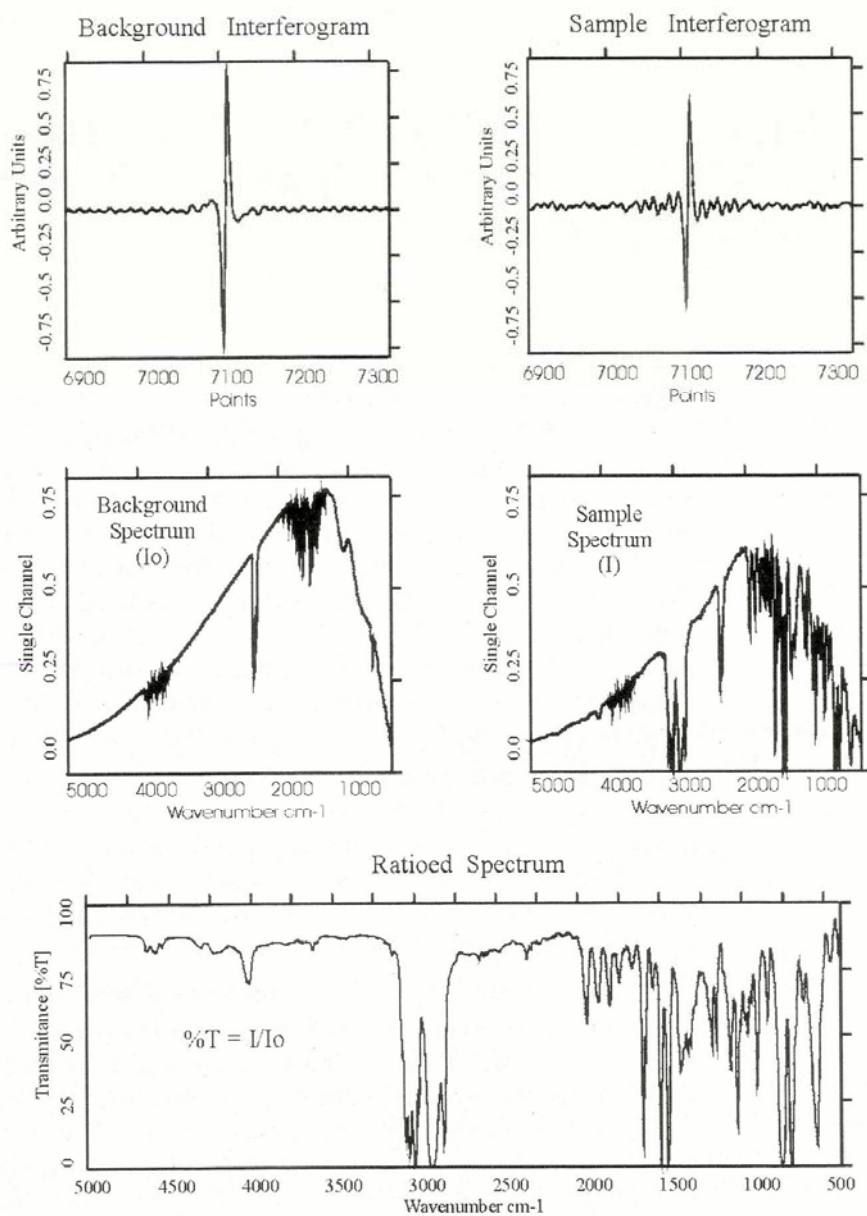 Background Interferogram
Arbitrary Units
0.75
0.5
0.25
0.0
-0.25
-0.5
-0.75
6900 7000 7100 7200 7300
Points
Sample Interferogram
Arbitrary Units
0.75
0.5
0.25
0.0
-0.25
-0.5
-0.75
6900 7000 7100 7200 7300
Points
Background
Spectrum
(Io)
Single Channel
0.75
0.5
0.25
0.0
5000 4000 3000 2000 1000
Wavenumber cm-1
Sample
Spectrum
(I)
Single Channel
0.75
0.5
0.25
0.0
5000 4000 3000 2000 1000
Wavenumber cm-1
Ratioed Spectrum
Transmitance [%T]
100
75
50
25
0
%T = I/Io
5000 4500 4000 3500 3000 2500 2000 1500 1000 500
Wavenumber cm-1